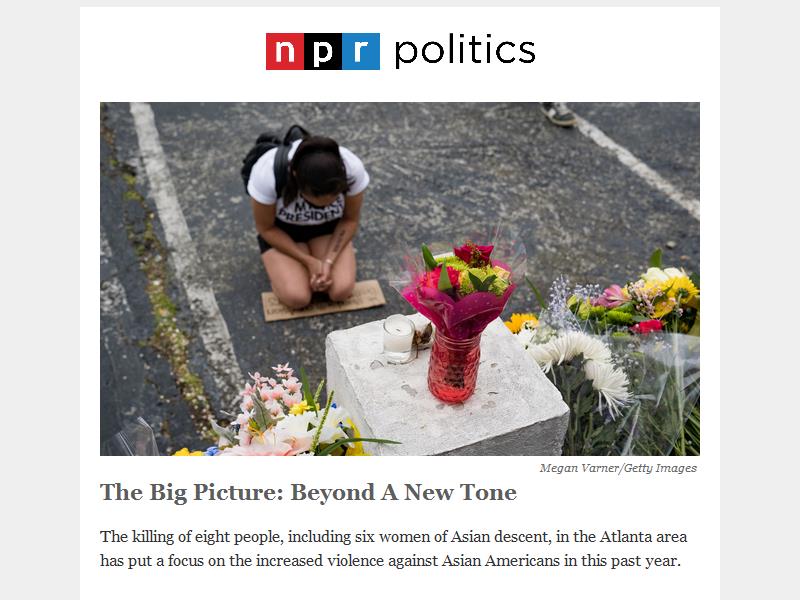 npr politics
PRESIDENT
Megan Varner/Getty Images
The Big Picture: Beyond A New Tone
The killing of eight people, including six women of Asian descent, in the Atlanta area
has put a focus on the increased violence against Asian Americans in this past year.